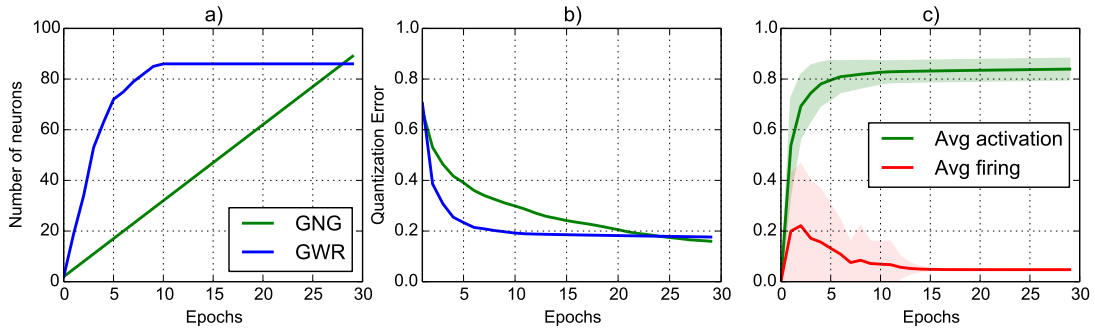 a)
Number of neurons
100
80
60
40
20
0
0 5 10 15 20 25 30
Epochs
GNG
GWR
b)
Quantization Error
1.0
0.8
0.6
0.4
0.2
0.0
5 10 15 20 25 30
Epochs
c)
1.0
0.8
0.6
0.4
0.2
0.0
0 5 10 15 20 25 30
Epochs
Avg activation
Avg firing